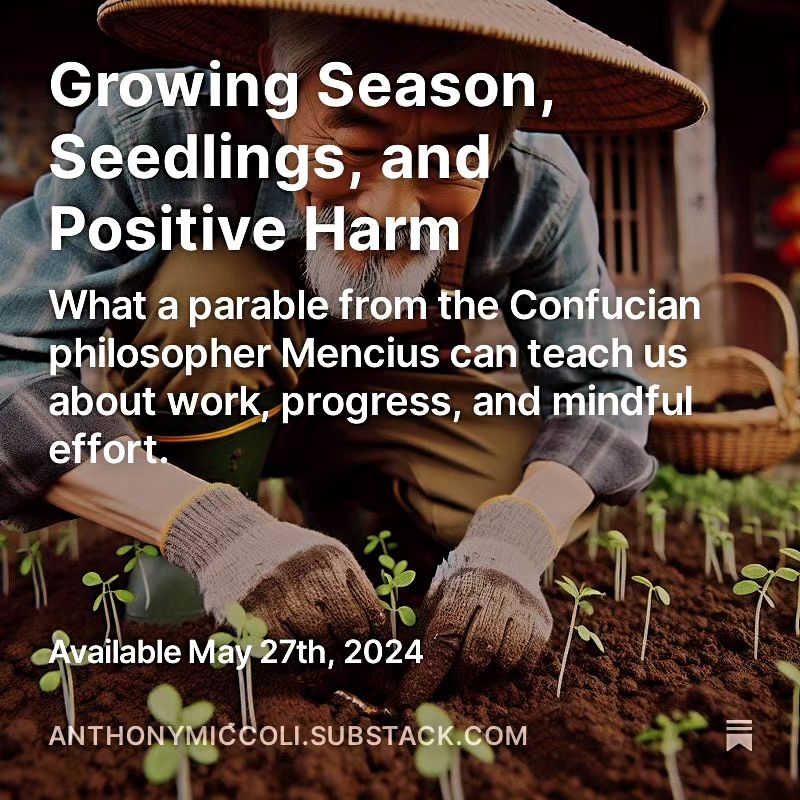 Growing Season,
Seedlings, and
Positive Harm
What a parable from the Confucian
philosopher Mencius can teach us
about work, progress, and mindful
effort.
Available May 27th, 2024
ANTHONYMICCOLI.SUBSTACK.COM